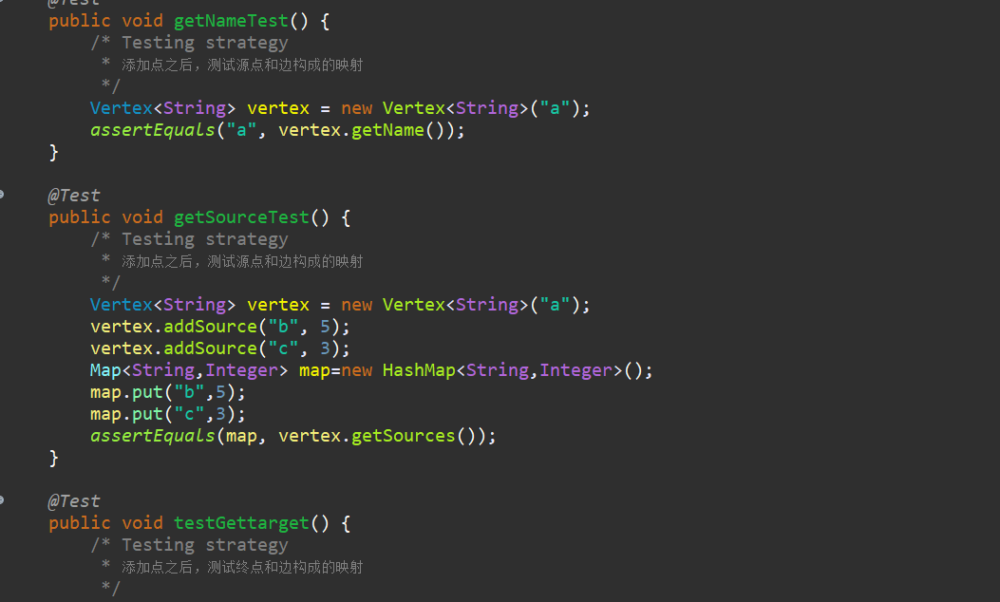 @Test
public void getNameTest() {
/* Testing strategy
* 添加点之后，测试源点和边构成的映射
*/
Vertex<String> vertex = new Vertex<String>("a");
assertEquals("a", vertex.getName());
}
@Test
public void getSourceTest() {
/* Testing strategy
* 添加点之后，测试源点和边构成的映射
*/
Vertex<String> vertex = new Vertex<String>("a");
vertex.addSource("b", 5);
vertex.addSource("c", 3);
Map<String,Integer> map=new HashMap<String,Integer>();
map.put("b",5);
map.put("c",3);
assertEquals(map, vertex.getSources());
}
@Test
public void testGettarget() {
/* Testing strategy
* 添加点之后，测试终点和边构成的映射
*/